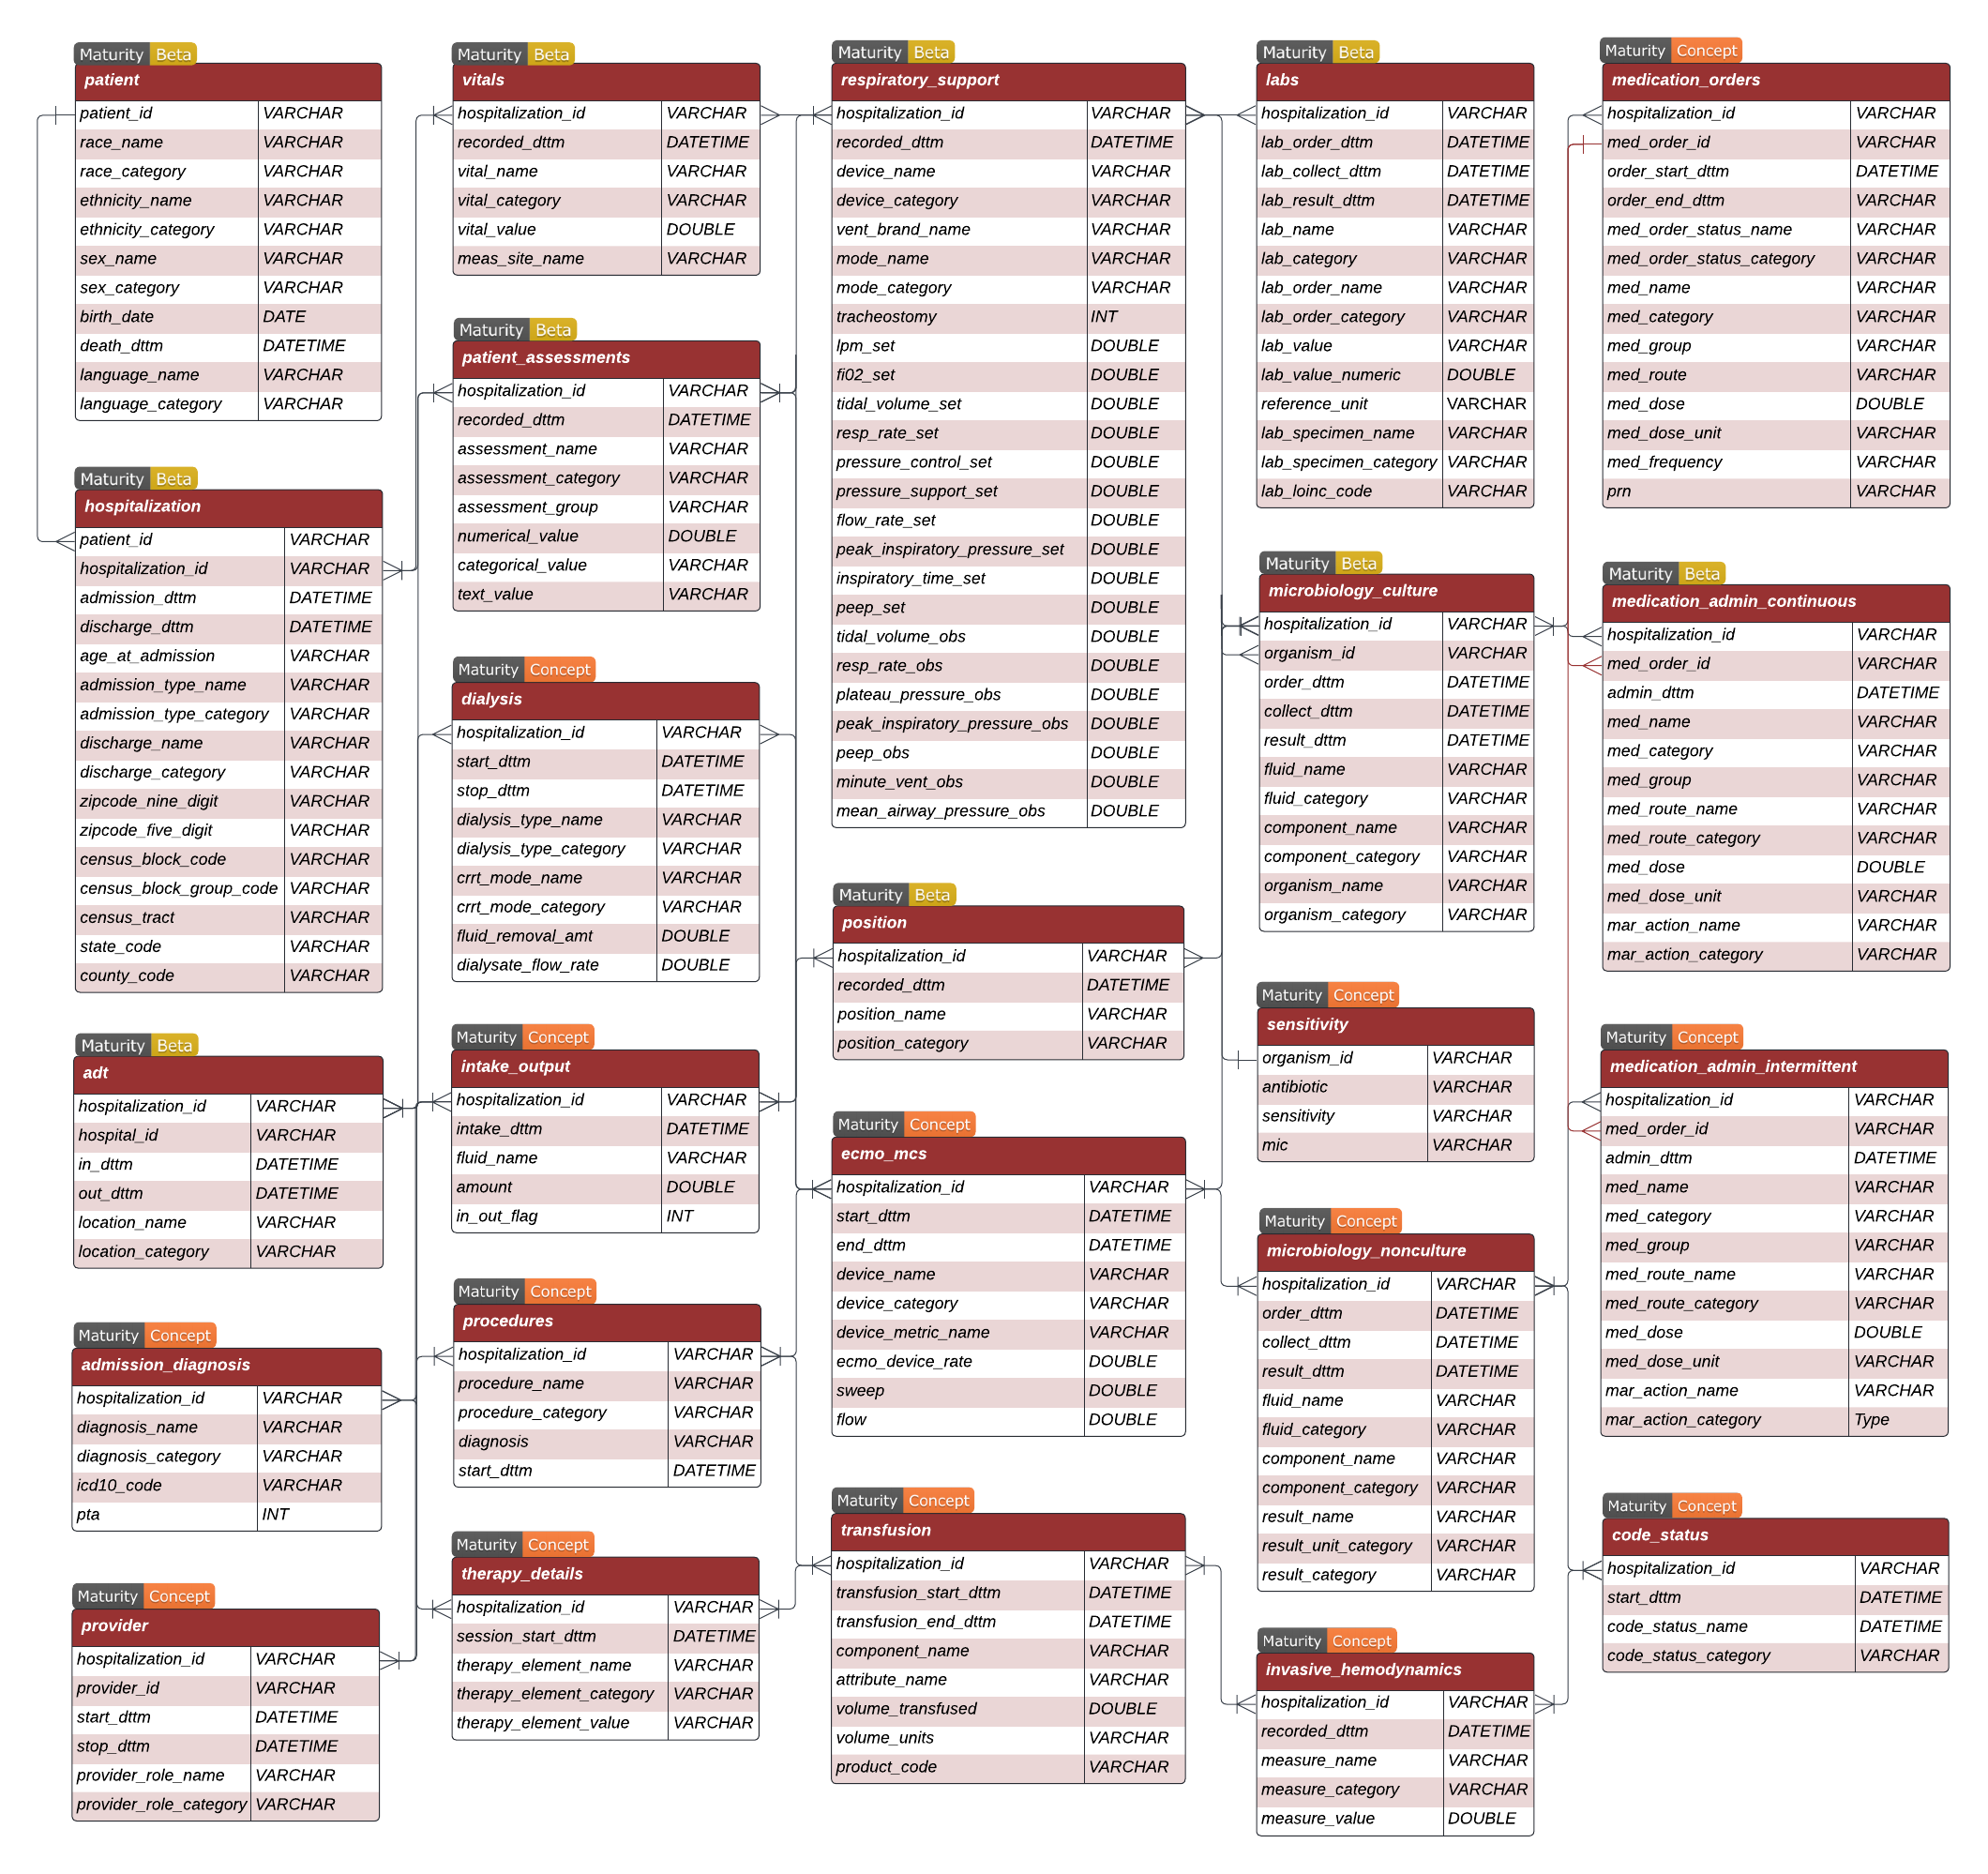 Maturity Beta
patient
patient_id VARCHAR
race_name VARCHAR
race_category VARCHAR
ethnicity_name VARCHAR
ethnicity_category VARCHAR
sex_name VARCHAR
sex_category VARCHAR
birth_date DATE
death_dttm DATETIME
language_name VARCHAR
language_category VARCHAR
Maturity Beta
hospitalization
patient_id VARCHAR
hospitalization_id VARCHAR
admission_dttm DATETIME
discharge_dttm DATETIME
age_at_admission VARCHAR
admission_type_name VARCHAR
admission_type_category VARCHAR
discharge_name VARCHAR
discharge_category VARCHAR
zipcode_nine_digit VARCHAR
zipcode_five_digit VARCHAR
census_block_code VARCHAR
census_block_group_code VARCHAR
census_tract VARCHAR
state_code VARCHAR
county_code VARCHAR
Maturity Beta
adt
hospitalization_id VARCHAR
hospital_id VARCHAR
in_dttm DATETIME
out_dttm DATETIME
location_name VARCHAR
location_category VARCHAR
Maturity Concept
admission_diagnosis
hospitalization_id VARCHAR
diagnosis_name VARCHAR
diagnosis_category VARCHAR
icd10_code VARCHAR
pta INT
Maturity Concept
provider
hospitalization_id VARCHAR
provider_id VARCHAR
start_dttm DATETIME
stop_dttm DATETIME
provider_role_name VARCHAR
provider_role_category VARCHAR
Maturity Beta
vitals
hospitalization_id VARCHAR
recorded_dttm DATETIME
vital_name VARCHAR
vital_category VARCHAR
vital_value DOUBLE
meas_site_name VARCHAR
Maturity Beta
patient_assessments
hospitalization_id VARCHAR
recorded_dttm DATETIME
assessment_name VARCHAR
assessment_category VARCHAR
assessment_group VARCHAR
numerical_value DOUBLE
categorical_value VARCHAR
text_value VARCHAR
Maturity Concept
dialysis
hospitalization_id VARCHAR
start_dttm DATETIME
stop_dttm DATETIME
dialysis_type_name VARCHAR
dialysis_type_category VARCHAR
crrt_mode_name VARCHAR
crrt_mode_category VARCHAR
fluid_removal_amt DOUBLE
dialysate_flow_rate DOUBLE
Maturity Concept
intake_output
hospitalization_id VARCHAR
intake_dttm DATETIME
fluid_name VARCHAR
amount DOUBLE
in_out_flag INT
Maturity Concept
procedures
hospitalization_id VARCHAR
procedure_name VARCHAR
procedure_category VARCHAR
diagnosis VARCHAR
start_dttm DATETIME
Maturity Concept
therapy_details
hospitalization_id VARCHAR
session_start_dttm DATETIME
therapy_element_name VARCHAR
therapy_element_category VARCHAR
therapy_element_value VARCHAR
Maturity Beta
respiratory_support
hospitalization_id VARCHAR
recorded_dttm DATETIME
device_name VARCHAR
device_category VARCHAR
vent_brand_name VARCHAR
mode_name VARCHAR
mode_category VARCHAR
tracheostomy INT
lpm_set DOUBLE
fi02_set DOUBLE
tidal_volume_set DOUBLE
resp_rate_set DOUBLE
pressure_control_set DOUBLE
pressure_support_set DOUBLE
flow_rate_set DOUBLE
peak_inspiratory_pressure_set DOUBLE
inspiratory_time_set DOUBLE
peep_set DOUBLE
tidal_volume_obs DOUBLE
resp_rate_obs DOUBLE
plateau_pressure_obs DOUBLE
peak_inspiratory_pressure_obs DOUBLE
peep_obs DOUBLE
minute_vent_obs DOUBLE
mean_airway_pressure_obs DOUBLE
Maturity Beta
position
hospitalization_id VARCHAR
recorded_dttm DATETIME
position_name VARCHAR
position_category VARCHAR
Maturity Concept
ecmo_mcs
hospitalization_id VARCHAR
start_dttm DATETIME
end_dttm DATETIME
device_name VARCHAR
device_category VARCHAR
device_metric_name VARCHAR
ecmo_device_rate DOUBLE
sweep DOUBLE
flow DOUBLE
Maturity Concept
transfusion
hospitalization_id VARCHAR
transfusion_start_dttm DATETIME
transfusion_end_dttm DATETIME
component_name VARCHAR
attribute_name VARCHAR
volume_transfused DOUBLE
volume_units VARCHAR
product_code VARCHAR
Maturity Beta
labs
hospitalization_id VARCHAR
lab_order_dttm DATETIME
lab_collect_dttm DATETIME
lab_result_dttm DATETIME
lab_name VARCHAR
lab_category VARCHAR
lab_order_name VARCHAR
lab_order_category VARCHAR
lab_value VARCHAR
lab_value_numeric DOUBLE
reference_unit VARCHAR
lab_specimen_name VARCHAR
lab_specimen_category VARCHAR
lab_loinc_code VARCHAR
Maturity Beta
microbiology_culture
hospitalization_id VARCHAR
organism_id VARCHAR
order_dttm DATETIME
collect_dttm DATETIME
result_dttm DATETIME
fluid_name VARCHAR
fluid_category VARCHAR
component_name VARCHAR
component_category VARCHAR
organism_name VARCHAR
organism_category VARCHAR
Maturity Concept
sensitivity
organism_id VARCHAR
antibiotic VARCHAR
sensitivity VARCHAR
mic VARCHAR
Maturity Concept
microbiology_nonculture
hospitalization_id VARCHAR
order_dttm DATETIME
collect_dttm DATETIME
result_dttm DATETIME
fluid_name VARCHAR
fluid_category VARCHAR
component_name VARCHAR
component_category VARCHAR
result_name VARCHAR
result_unit_category VARCHAR
result_category VARCHAR
Maturity Concept
invasive_hemodynamics
hospitalization_id VARCHAR
recorded_dttm DATETIME
measure_name VARCHAR
measure_category VARCHAR
measure_value DOUBLE
Maturity Concept
medication_orders
hospitalization_id VARCHAR
med_order_id VARCHAR
order_start_dttm DATETIME
order_end_dttm VARCHAR
med_order_status_name VARCHAR
med_order_status_category VARCHAR
med_name VARCHAR
med_category VARCHAR
med_group VARCHAR
med_route VARCHAR
med_dose DOUBLE
med_dose_unit VARCHAR
med_frequency VARCHAR
prn VARCHAR
Maturity Beta
medication_admin_continuous
hospitalization_id VARCHAR
med_order_id VARCHAR
admin_dttm DATETIME
med_name VARCHAR
med_category VARCHAR
med_group VARCHAR
med_route_name VARCHAR
med_route_category VARCHAR
med_dose DOUBLE
med_dose_unit VARCHAR
mar_action_name VARCHAR
mar_action_category VARCHAR
Maturity Concept
medication_admin_intermittent
hospitalization_id VARCHAR
med_order_id VARCHAR
admin_dttm DATETIME
med_name VARCHAR
med_category VARCHAR
med_group VARCHAR
med_route_name VARCHAR
med_route_category VARCHAR
med_dose DOUBLE
med_dose_unit VARCHAR
mar_action_name VARCHAR
mar_action_category Type
Maturity Concept
code_status
hospitalization_id VARCHAR
start_dttm DATETIME
code_status_name DATETIME
code_status_category VARCHAR